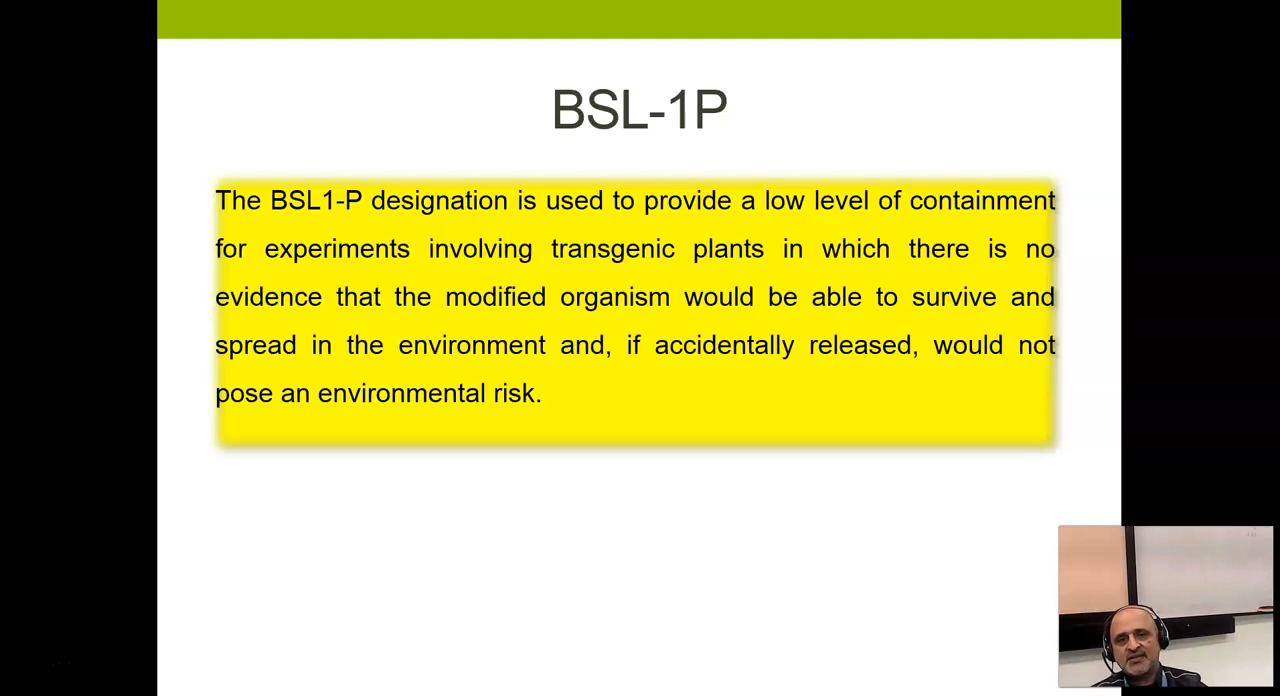 BSL-1P
The BSL1-P designation is used to provide a low level of containment
for experiments involving transgenic plants in which there is no
evidence that the modified organism would be able to survive and
spread in the environment and, if accidentally released, would not
pose an environmental risk.